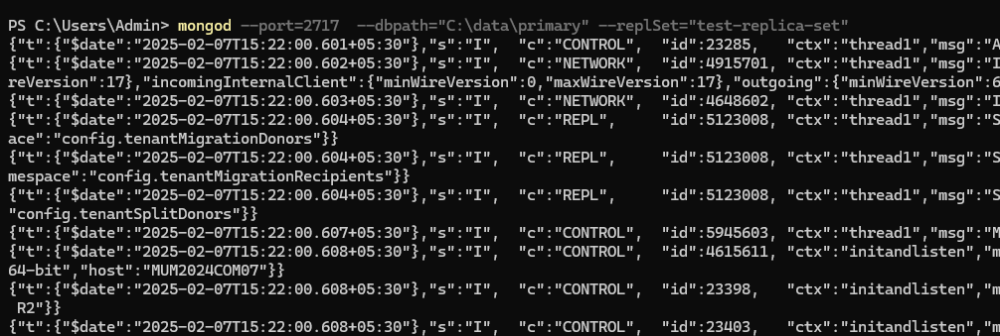 PS C:\Users\Admin> mongod --port=2717  --dbpath="C:\data\primary" --replSet="test-replica-set"
{"t":{"$date":"2025-02-07T15:22:00.601+05:30"},"s":"I",  "c":"CONTROL",  "id":23285,   "ctx":"thread1","msg":"A
{"t":{"$date":"2025-02-07T15:22:00.602+05:30"},"s":"I",  "c":"NETWORK",  "id":4915701, "ctx":"thread1","msg":"I
reVersion":17},"incomingInternalClient":{"minWireVersion":0,"maxWireVersion":17},"outgoing":{"minWireVersion":6
{"t":{"$date":"2025-02-07T15:22:00.603+05:30"},"s":"I",  "c":"NETWORK",  "id":4648602, "ctx":"thread1","msg":"I
{"t":{"$date":"2025-02-07T15:22:00.604+05:30"},"s":"I",  "c":"REPL",     "id":5123008, "ctx":"thread1","msg":"S
ace":"config.tenantMigrationDonors"}}
{"t":{"$date":"2025-02-07T15:22:00.604+05:30"},"s":"I",  "c":"REPL",     "id":5123008, "ctx":"thread1","msg":"S
mespace":"config.tenantMigrationRecipients"}}
{"t":{"$date":"2025-02-07T15:22:00.604+05:30"},"s":"I",  "c":"REPL",     "id":5123008, "ctx":"thread1","msg":"S
"config.tenantSplitDonors"}}
{"t":{"$date":"2025-02-07T15:22:00.607+05:30"},"s":"I",  "c":"CONTROL",  "id":5945603, "ctx":"thread1","msg":"M
{"t":{"$date":"2025-02-07T15:22:00.608+05:30"},"s":"I",  "c":"CONTROL",  "id":4615611, "ctx":"initandlisten","m
64-bit","host":"MUM2024COM07"}}
{"t":{"$date":"2025-02-07T15:22:00.608+05:30"},"s":"I",  "c":"CONTROL",  "id":23398,   "ctx":"initandlisten","m
 R2"}}
{"t":{"$date":"2025-02-07T15:22:00.608+05:30"},"s":"I",  "c":"CONTROL",  "id":23403,   "ctx":"initandlisten","m